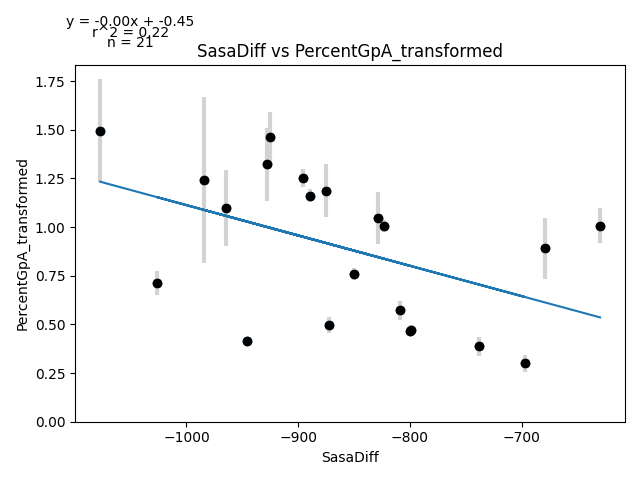 y = -0.00x + -0.45
r^2 = 0.22
n = 21
SasaDiff vs PercentGpA_transformed
PercentGpA_transformed
1.75
1.50
1.25
1.00
0.75
0.50
0.25
0.00
−1000
−900
−800
−700
SasaDiff